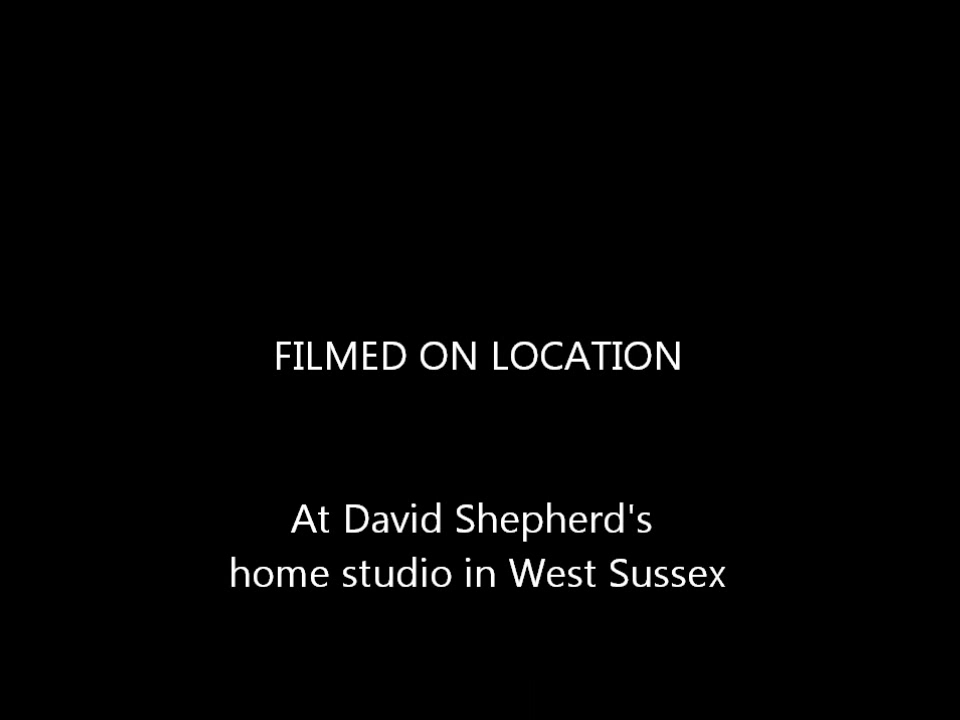 FILMED ON LOCATION
At David Shepherd's
home studio in West Sussex